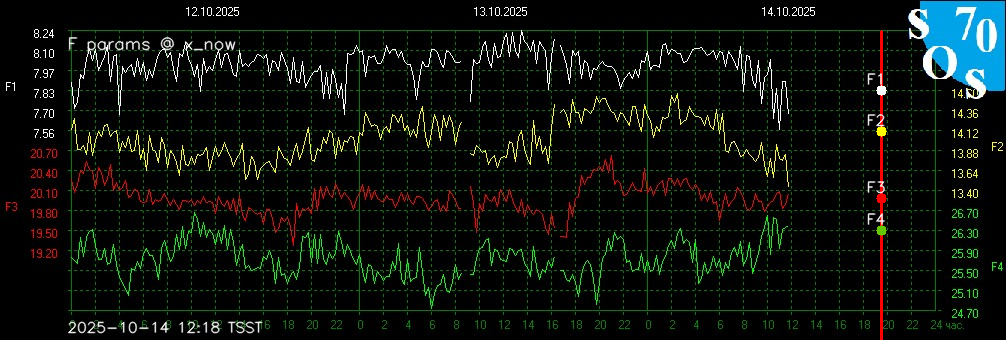 12.10.2025 13.10.2025 14.10.2025
S 70
O S
F params @ x_now
F1
8.24
8.10
7.97
7.83
7.70
7.56
F3
20.70
20.40
20.10
19.80
19.50
19.20
F1
F2
F3
F4
14.60
14.36
14.12
13.88
13.64
13.40
F2
26.70
26.30
25.90
25.50
25.10
24.70
F4
2025-10-14 12:18 TSST
16 18 20 22 0 2 4 6 8 10 12 14 16 18 20 22 0 2 4 6 8 10 12 14 16 18 20 22 24 час.